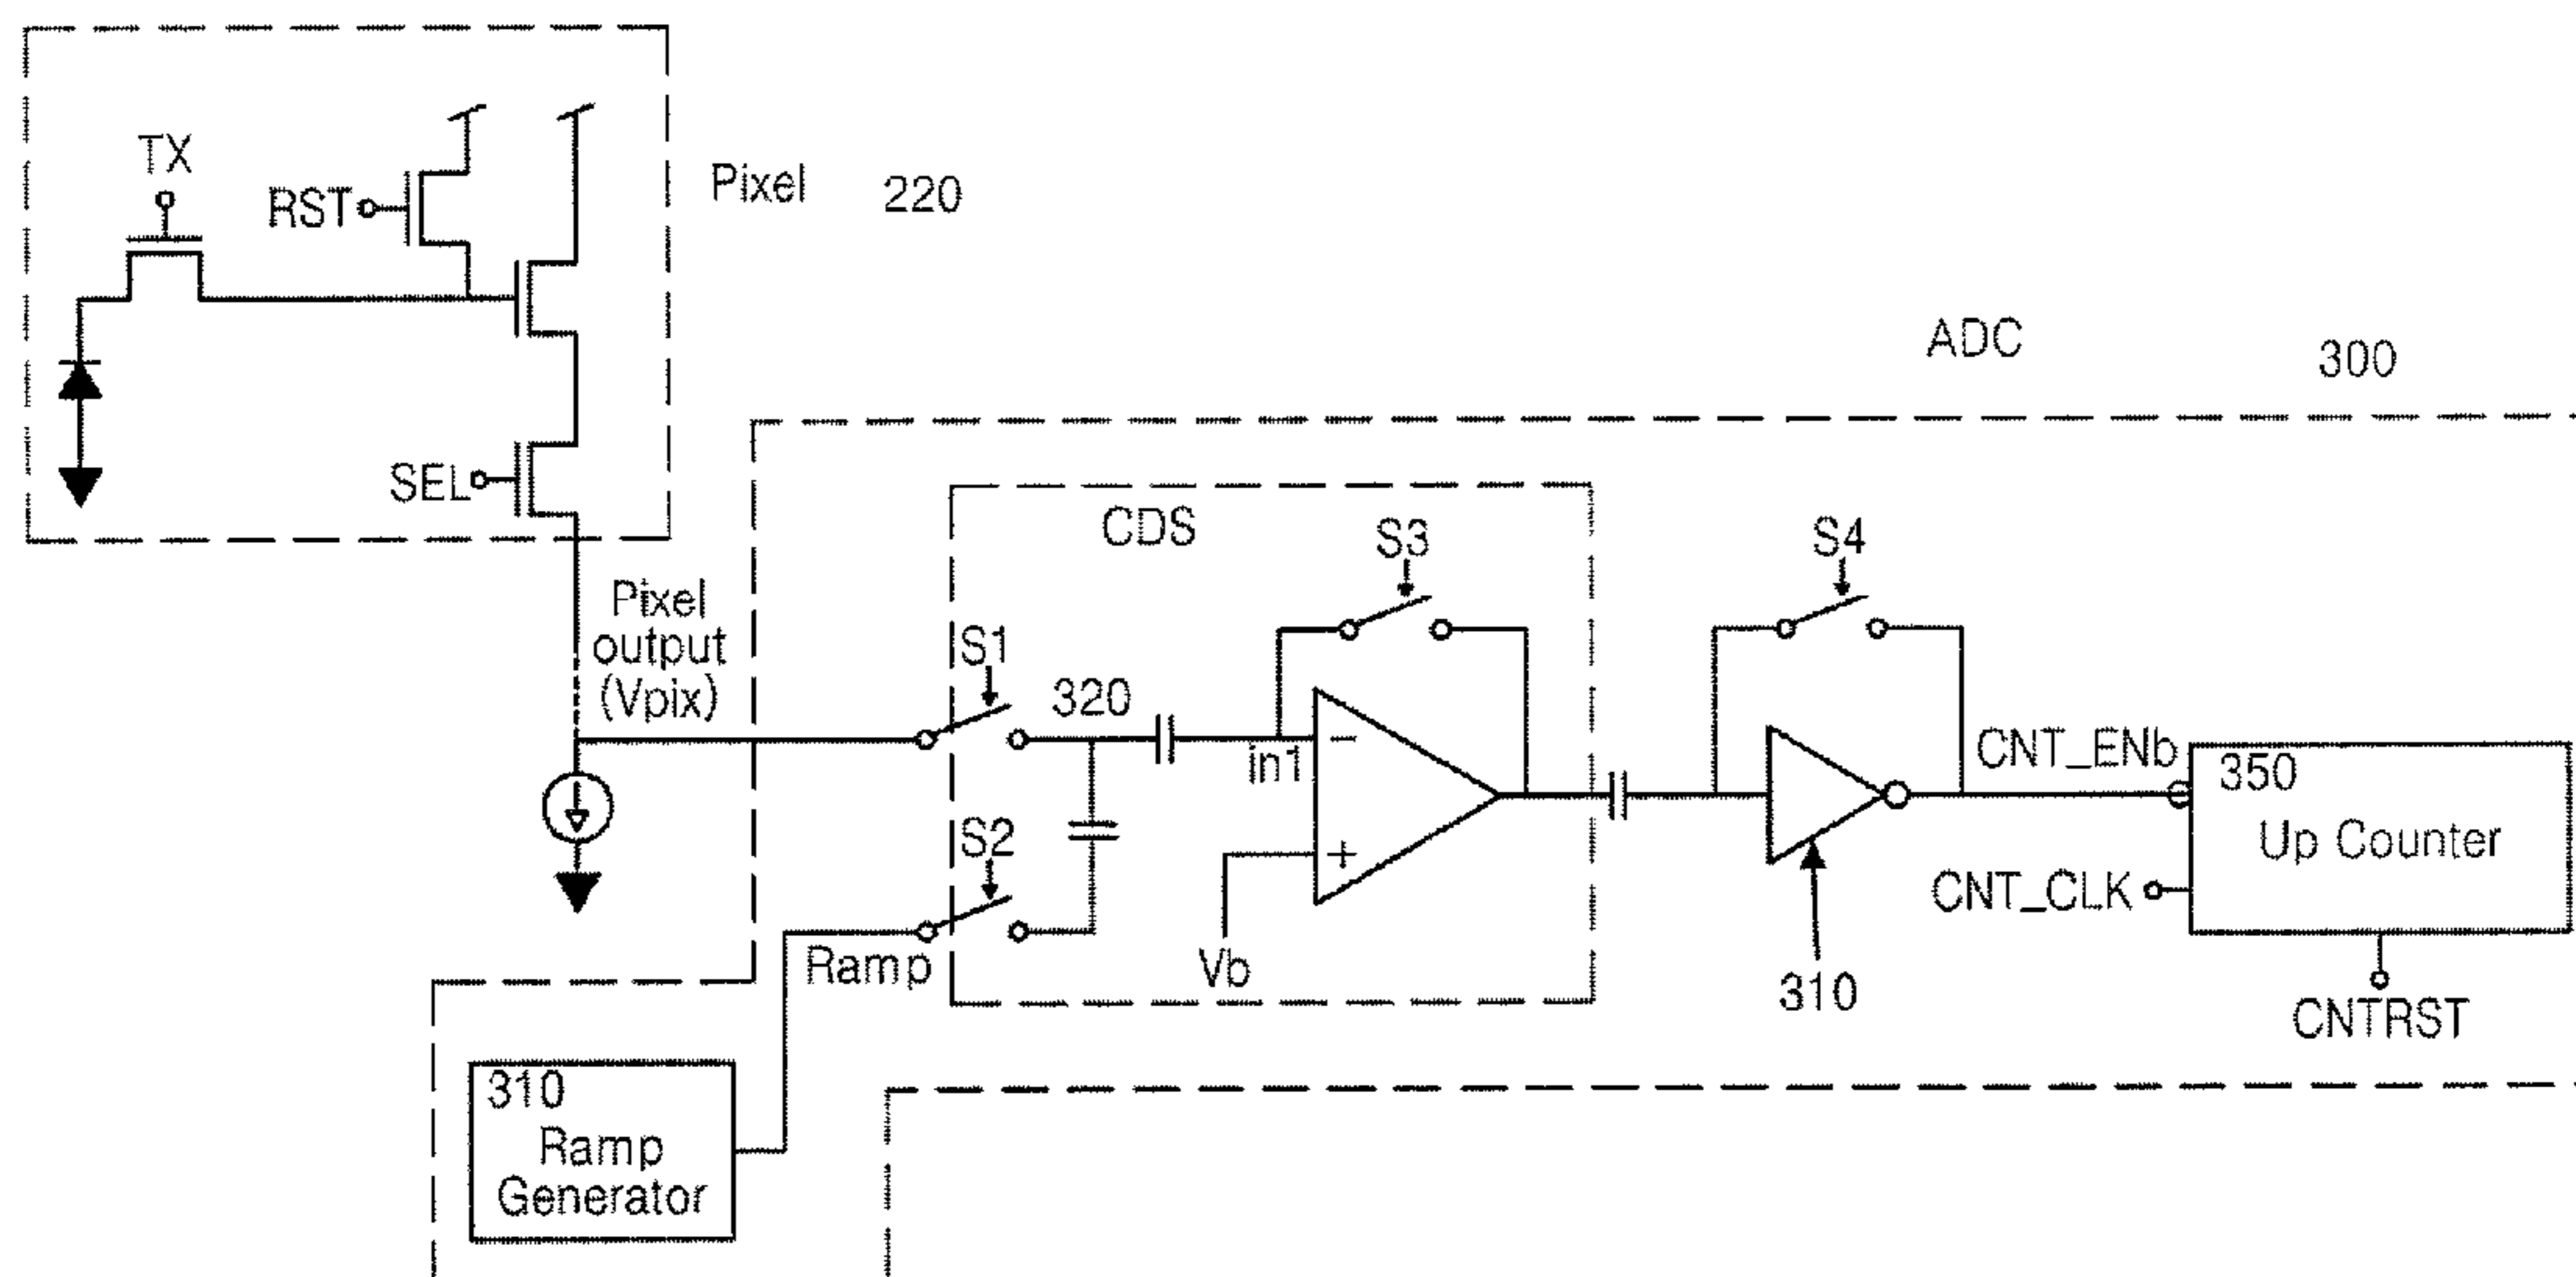 TX
RST
Pixel 220
SEL
ADC 300
CDS
S3
S4
Pixel
output
(Vpix)
S1
320
in1
−
+
S2
Ramp
Vb
CNT_ENb
350
Up Counter
CNT_CLK
310
CNTRST
310
Ramp
Generator